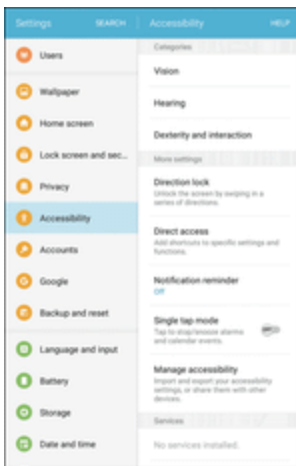 Settings
SEARCH
Users
Wallpaper
Home screen
Lock screen and sec...
Privacy
Accessibility
Accounts
Google
Backup and reset
Language and input
Battery
Storage
Date and time
Accessibility
HELP
Categories
Vision
Hearing
Dexterity and interaction
More settings
Direction lock
Unlock the screen by swiping in a
series of directions.
Direct access
Add shortcuts to specific settings and
functions.
Notification reminder
Off
Single tap mode
Tap to stop/snooze alarms
and calendar events.
Manage accessibility
Import and export your accessibility
settings, or share them with other
devices.
Services
No services installed.